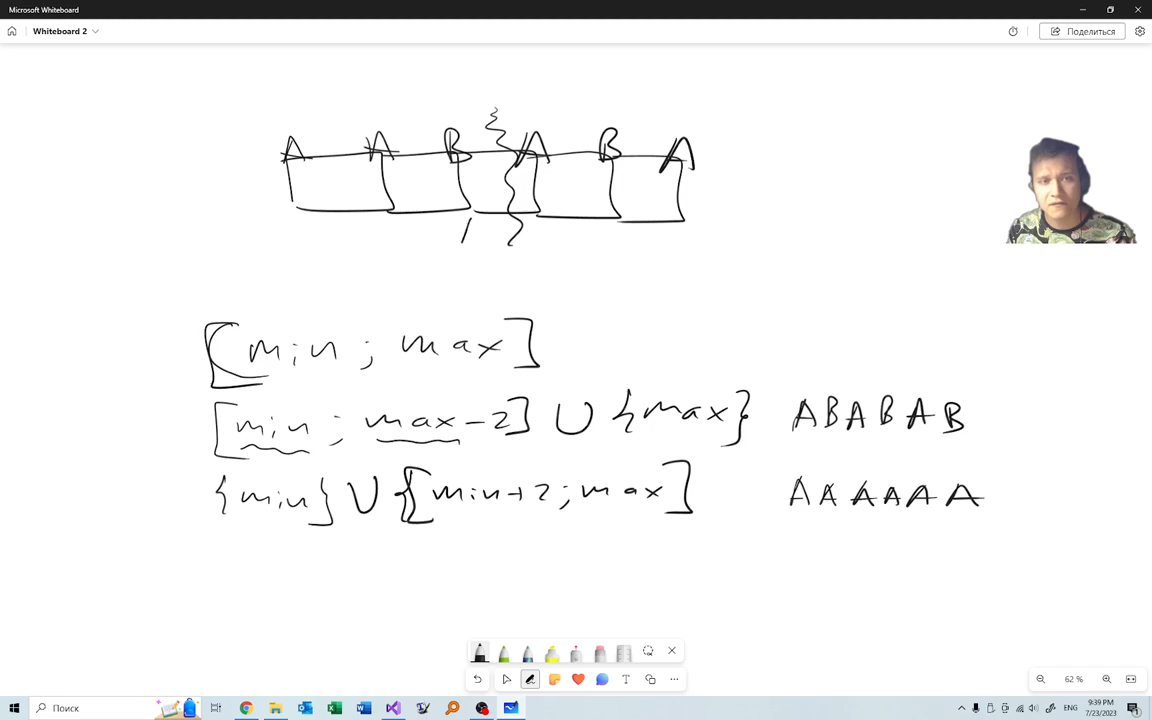 Microsoft Whiteboard
Whiteboard 2
Поделиться
A A B A B A
[min ; max]
[min ; max-2] ∪ {max} ABABAB
{min} ∪ {[min+2 ; max] AAAAAA
62 %
Поиск
ENG
9:39 PM
7/23/2023